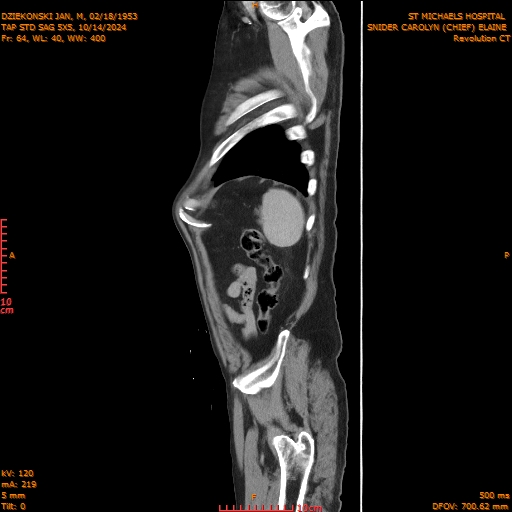 DZIEKONSKI JAN, M, 02/18/1953
TAP STD SAG 5X5, 10/14/2024
Fr: 64, WL: 40, WW: 400
ST MICHAELS HOSPITAL
SNIDER CAROLYN (CHIEF) ELAINE
Revolution CT
A
P
10
cm
kV: 120
mA: 219
5 mm
Tilt: 0
F
10cm
500 ms
DFOV: 700.62 mm